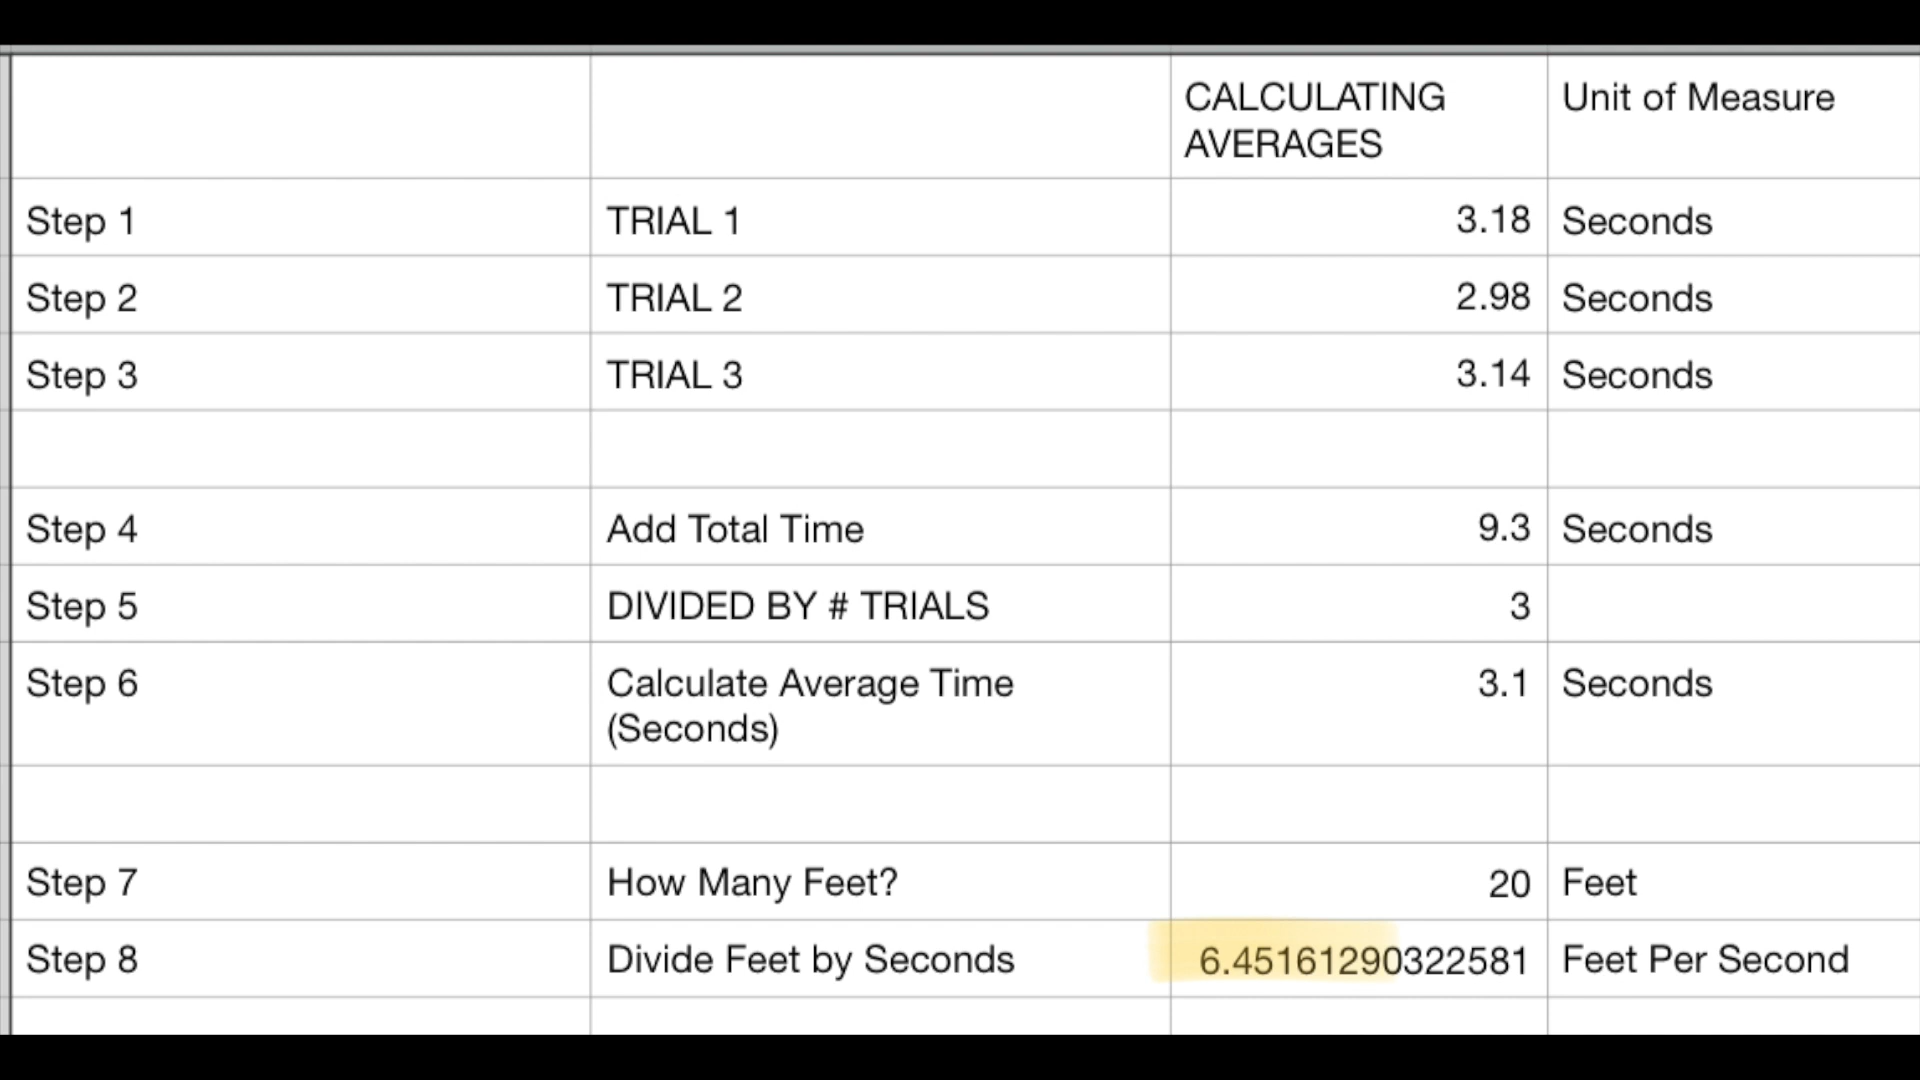 CALCULATING
AVERAGES
Unit of Measure
Step 1 TRIAL 1 3.18 Seconds
Step 2 TRIAL 2 2.98 Seconds
Step 3 TRIAL 3 3.14 Seconds
Step 4 Add Total Time 9.3 Seconds
Step 5 DIVIDED BY # TRIALS 3
Step 6 Calculate Average Time 3.1 Seconds
(Seconds)
Step 7 How Many Feet? 20 Feet
Step 8 Divide Feet by Seconds 6.45161290322581 Feet Per Second